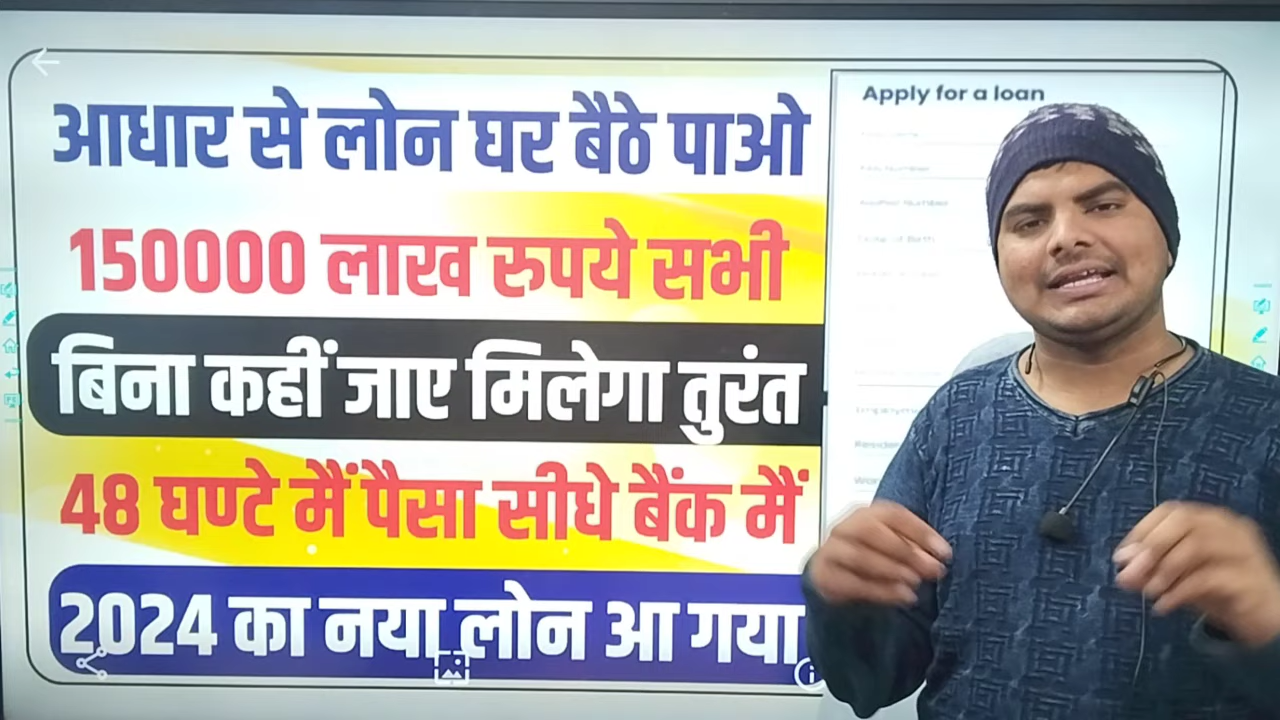 आधार से लोन घर बैठे पाओ
150000 लाख रुपये सभी
बिना कहीं जाए मिलेगा तुरंत
48 घण्टे मैं पैसा सीधे बैंक मैं
2024 का नया लोन आ गया
Apply for a loan